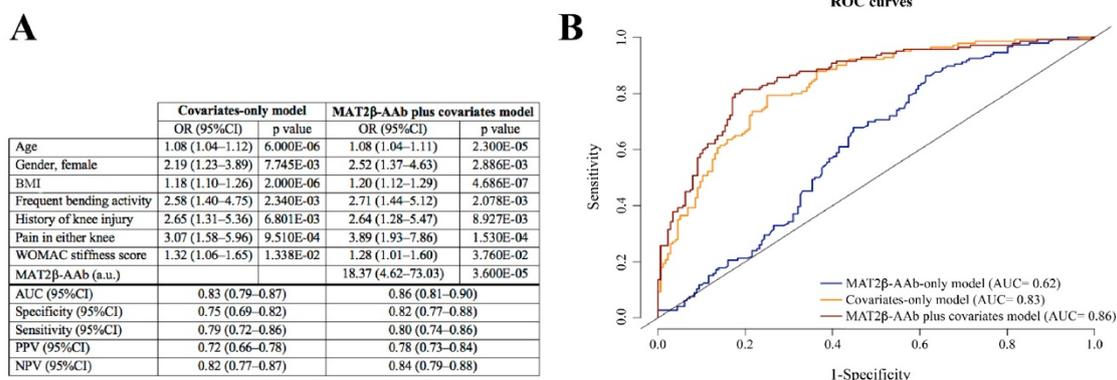 A
Covariates-only model MAT2β-AAb plus covariates model
OR (95%CI) p value OR (95%CI) p value
Age 1.08 (1.04–1.12) 6.000E-06 1.08 (1.04–1.11) 2.300E-05
Gender, female 2.19 (1.23–3.89) 7.745E-03 2.52 (1.37–4.63) 2.886E-03
BMI 1.18 (1.10–1.26) 2.000E-06 1.20 (1.12–1.29) 4.686E-07
Frequent bending activity 2.58 (1.40–4.75) 2.340E-03 2.71 (1.44–5.12) 2.078E-03
History of knee injury 2.65 (1.31–5.36) 6.801E-03 2.64 (1.28–5.47) 8.927E-03
Pain in either knee 3.07 (1.58–5.96) 9.510E-04 3.89 (1.93–7.86) 1.530E-04
WOMAC stiffness score 1.32 (1.06–1.65) 1.338E-02 1.28 (1.01–1.60) 3.760E-02
MAT2β-AAb (a.u.) 18.37 (4.62–73.03) 3.600E-05
AUC (95%CI) 0.83 (0.79–0.87) 0.86 (0.81–0.90)
Specificity (95%CI) 0.75 (0.69–0.82) 0.82 (0.77–0.88)
Sensitivity (95%CI) 0.79 (0.72–0.86) 0.80 (0.74–0.86)
PPV (95%CI) 0.72 (0.66–0.78) 0.78 (0.73–0.84)
NPV (95%CI) 0.82 (0.77–0.87) 0.84 (0.79–0.88)
B
ROC curves
Sensitivity
1.0
0.8
0.6
0.4
0.2
0.0
MAT2β-AAb-only model (AUC= 0.62)
Covariates-only model (AUC= 0.83)
MAT2β-AAb plus covariates model (AUC= 0.86)
0.0 0.2 0.4 0.6 0.8 1.0
1-Specificity